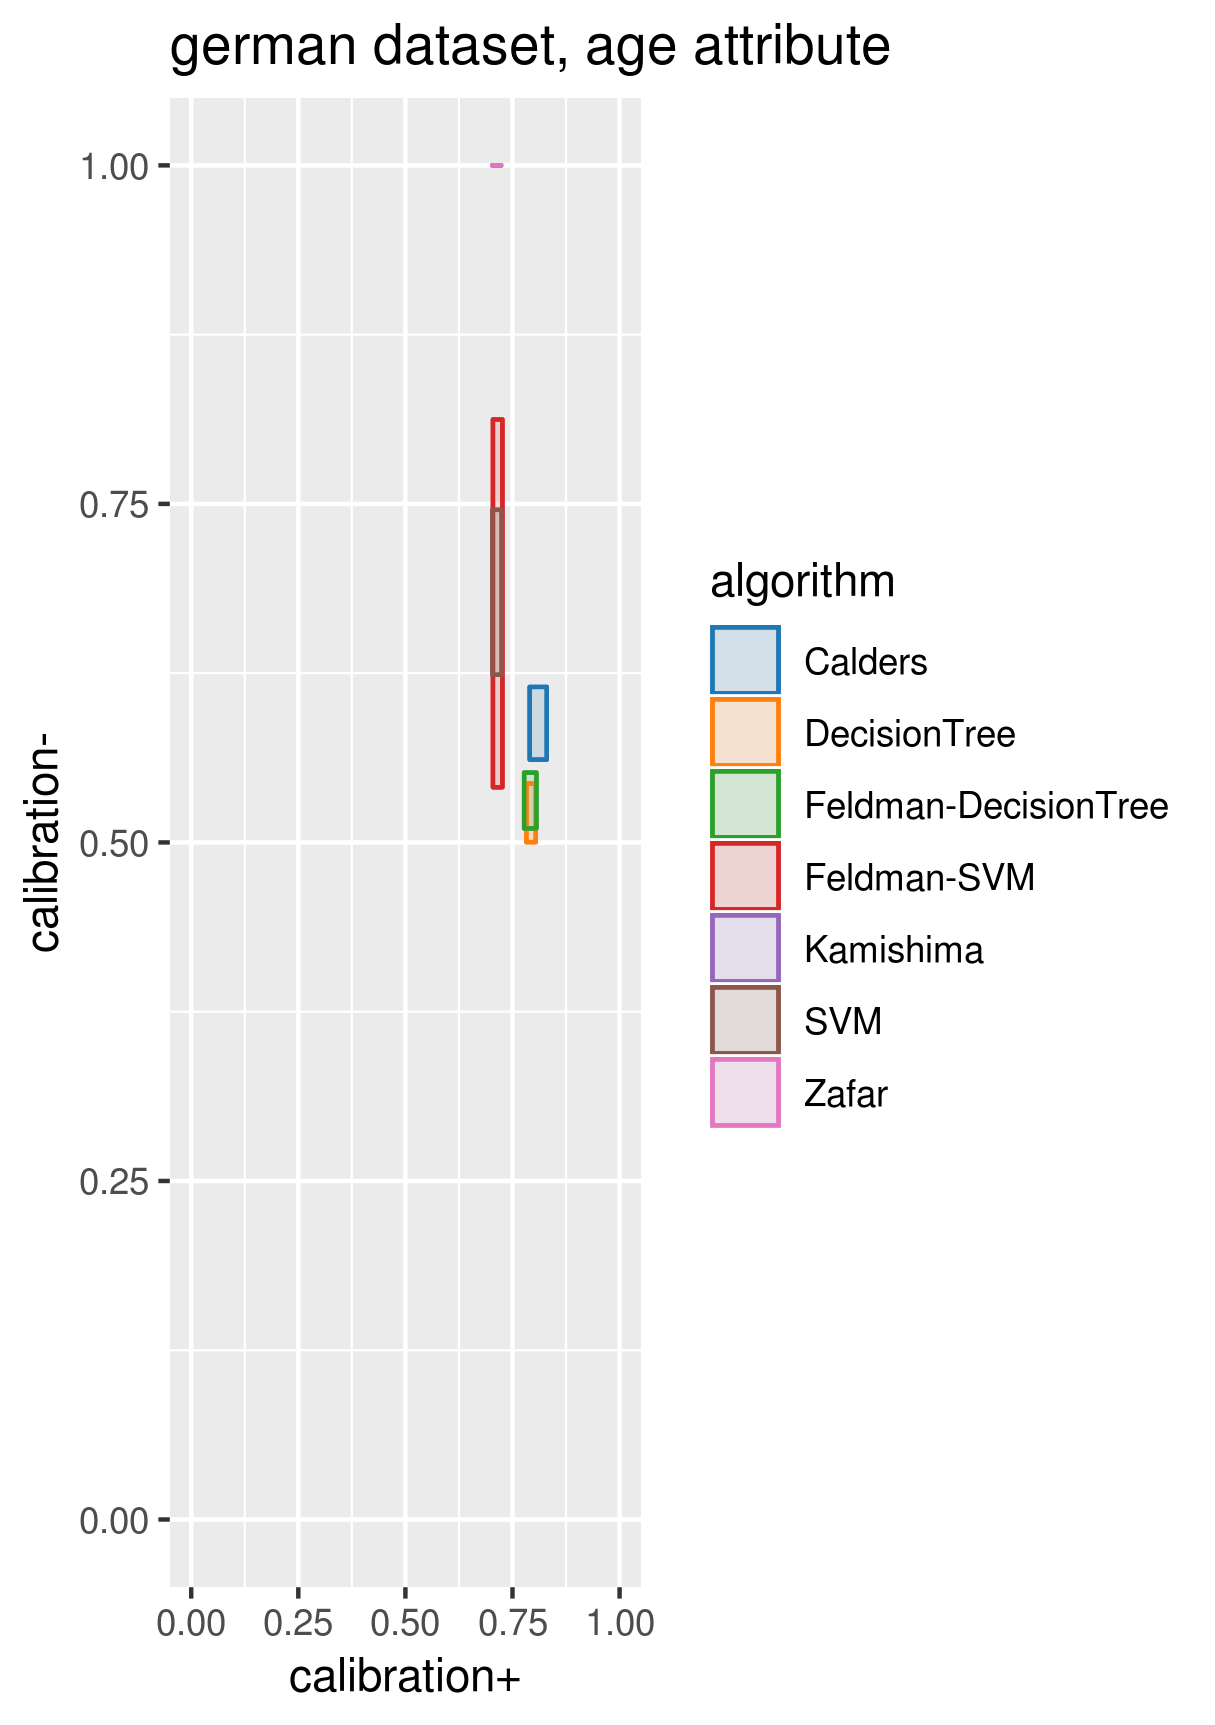 german dataset, age attribute
1.00
0.75
0.50
0.25
0.00
calibration-
0.00 0.25 0.50 0.75 1.00
calibration+
algorithm
Calders
DecisionTree
Feldman-DecisionTree
Feldman-SVM
Kamishima
SVM
Zafar